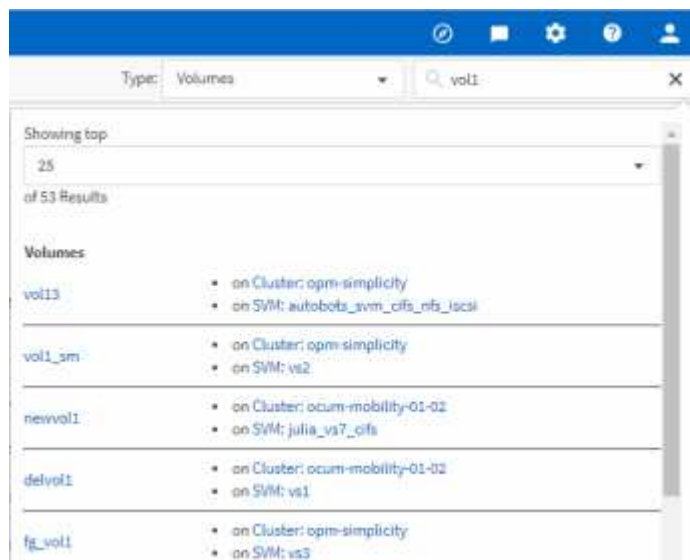 Type: Volumes vol1
Showing top
25
of 53 Results
Volumes
vol13
on Cluster: opm-simplicity
on SVM: autobots_svm_cifs_nfs_iscsi
vol1_sm
on Cluster: opm-simplicity
on SVM: vs2
newvol1
on Cluster: ocum-mobility-01-02
on SVM: julia_vs7_cifs
delvol1
on Cluster: ocum-mobility-01-02
on SVM: vs1
fg_vol1
on Cluster: opm-simplicity
on SVM: vs3